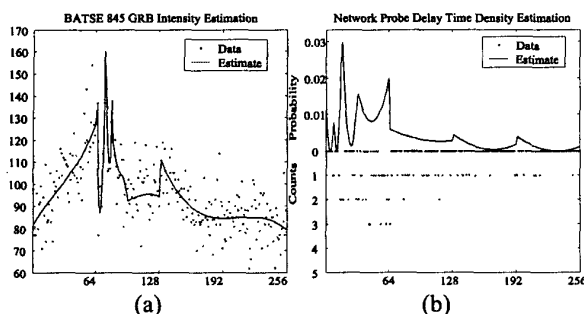 BATSE 845 GRB Intensity Estimation
170
160
150
140
130
120
110
100
90
80
70
60
Data
Estimate
64
128
192
256
(a)
Network Probe Delay Time Density Estimation
0.03
0.02
0.01
0
1
2
3
4
5
Probability
Counts
Data
Estimate
64
128
192
256
(b)